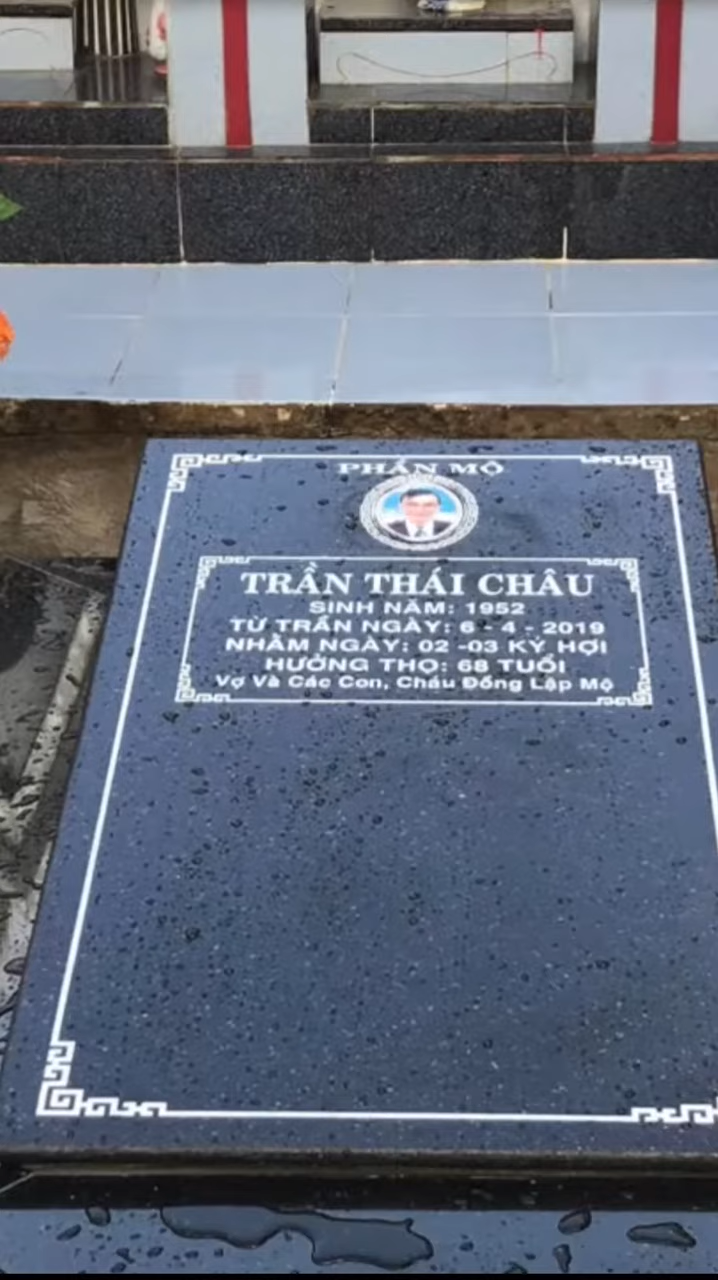 PHẦN MỘ
TRẦN THÁI CHÂU
SINH NĂM: 1952
TỪ TRẦN NGÀY: 6 - 4 - 2019
NHẰM NGÀY: 02 -03 KỶ HỢI
HƯỞNG THỌ: 68 TUỔI
Vợ Và Các Con, Cháu Đồng Lập Mộ